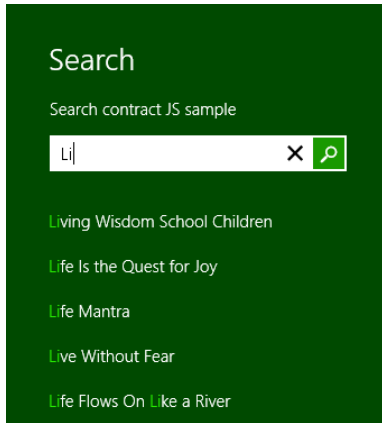 Search
Search contract JS sample
Li
Living Wisdom School Children
Life Is the Quest for Joy
Life Mantra
Live Without Fear
Life Flows On Like a River